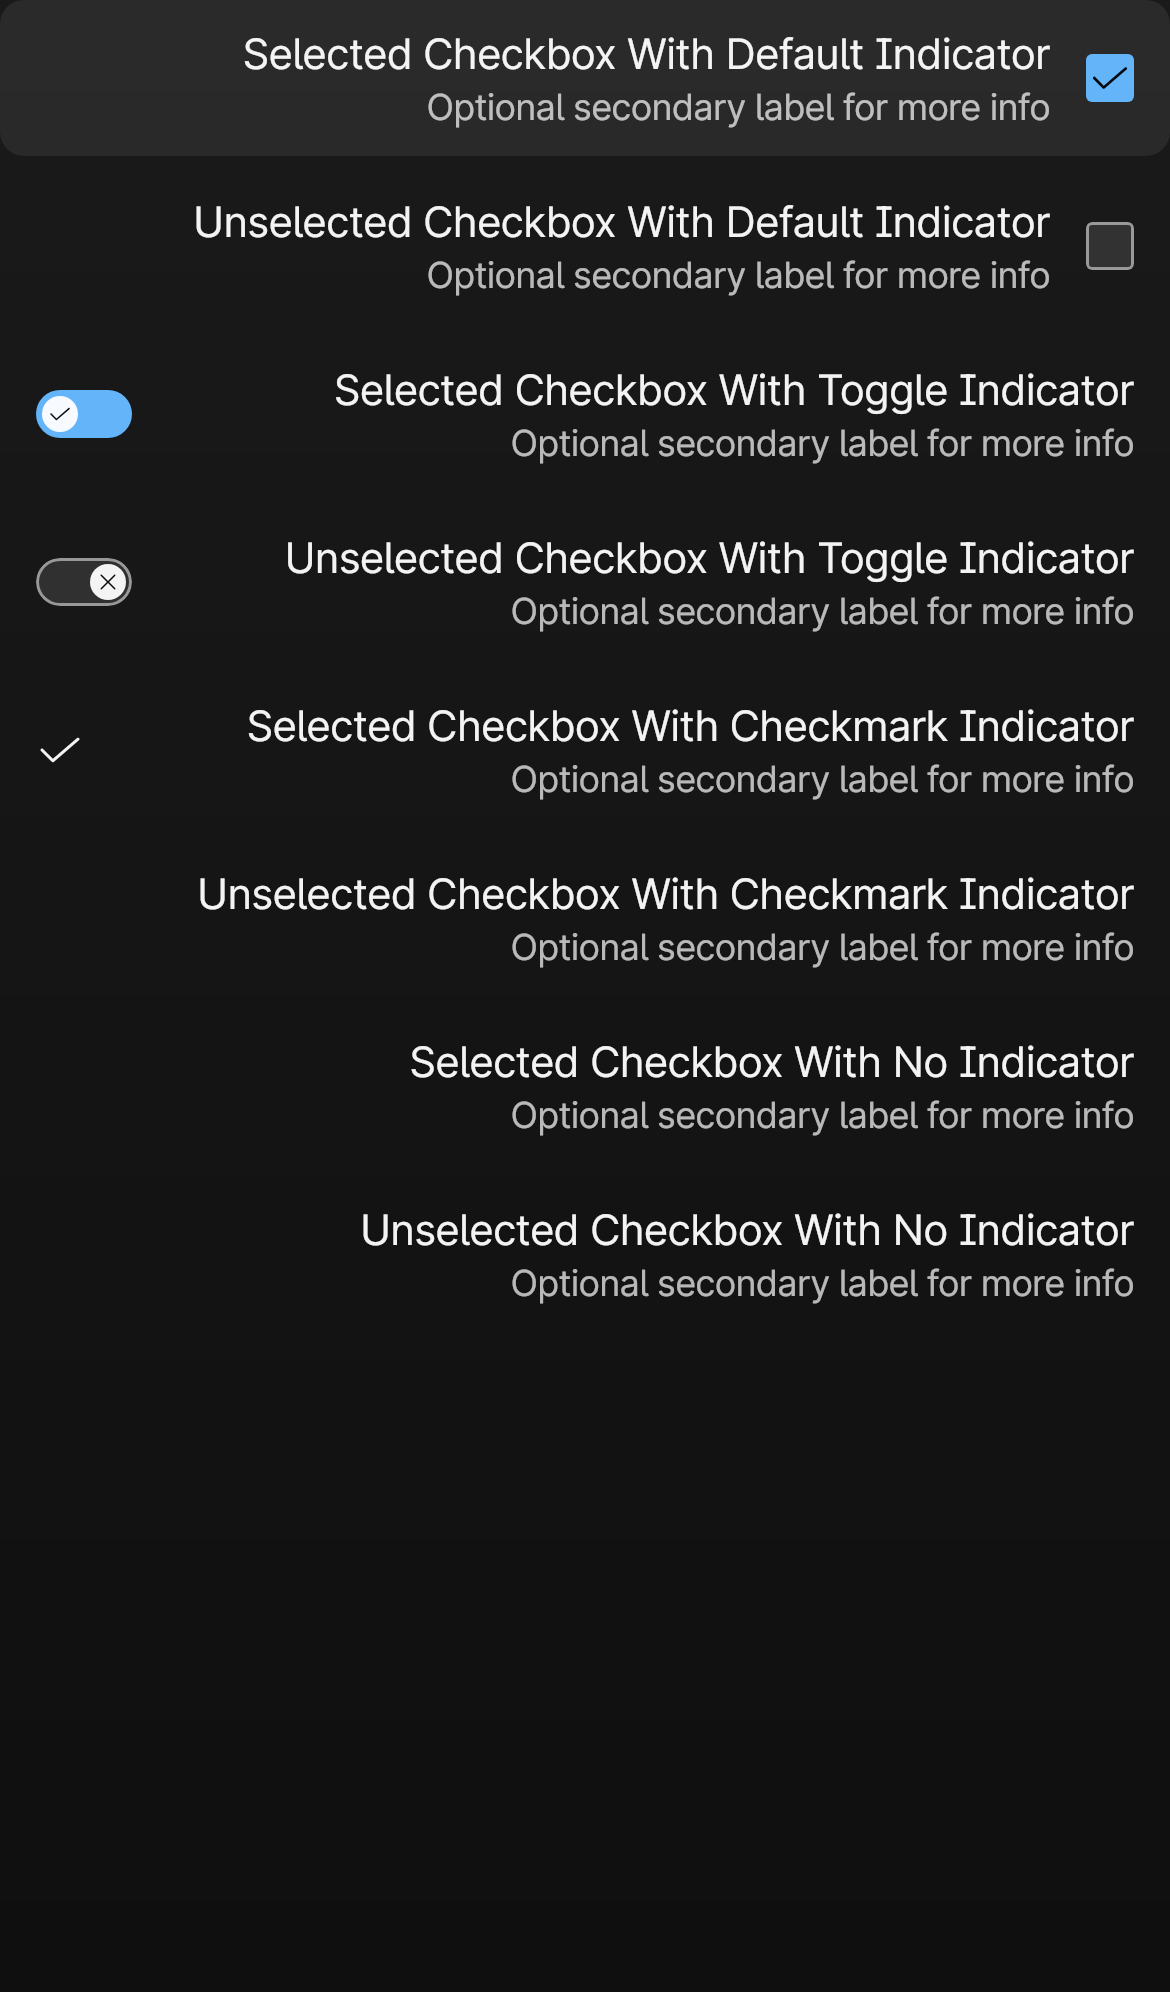 Selected Checkbox With Default Indicator
Optional secondary label for more info
Unselected Checkbox With Default Indicator
Optional secondary label for more info
Selected Checkbox With Toggle Indicator
Optional secondary label for more info
Unselected Checkbox With Toggle Indicator
Optional secondary label for more info
Selected Checkbox With Checkmark Indicator
Optional secondary label for more info
Unselected Checkbox With Checkmark Indicator
Optional secondary label for more info
Selected Checkbox With No Indicator
Optional secondary label for more info
Unselected Checkbox With No Indicator
Optional secondary label for more info